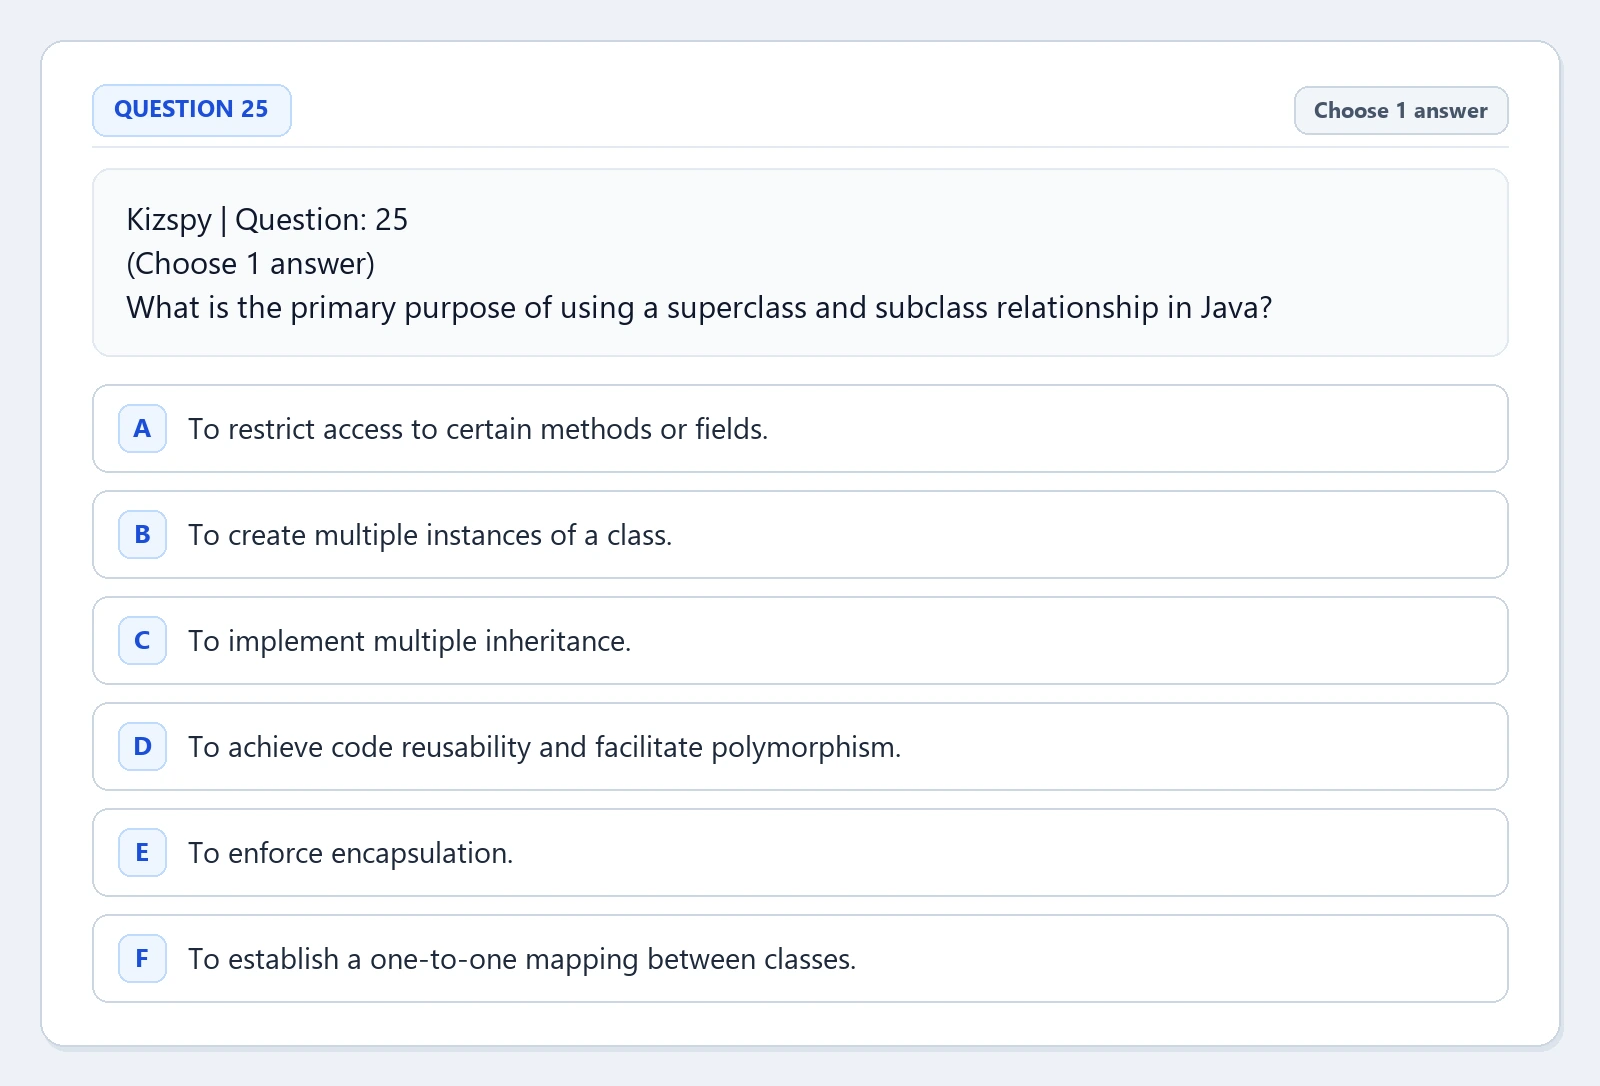 QUESTION 25
Choose 1 answer
Kizspy | Question: 25
(Choose 1 answer)
What is the primary purpose of using a superclass and subclass relationship in Java?
A To restrict access to certain methods or fields.
B To create multiple instances of a class.
C To implement multiple inheritance.
D To achieve code reusability and facilitate polymorphism.
E To enforce encapsulation.
F To establish a one-to-one mapping between classes.